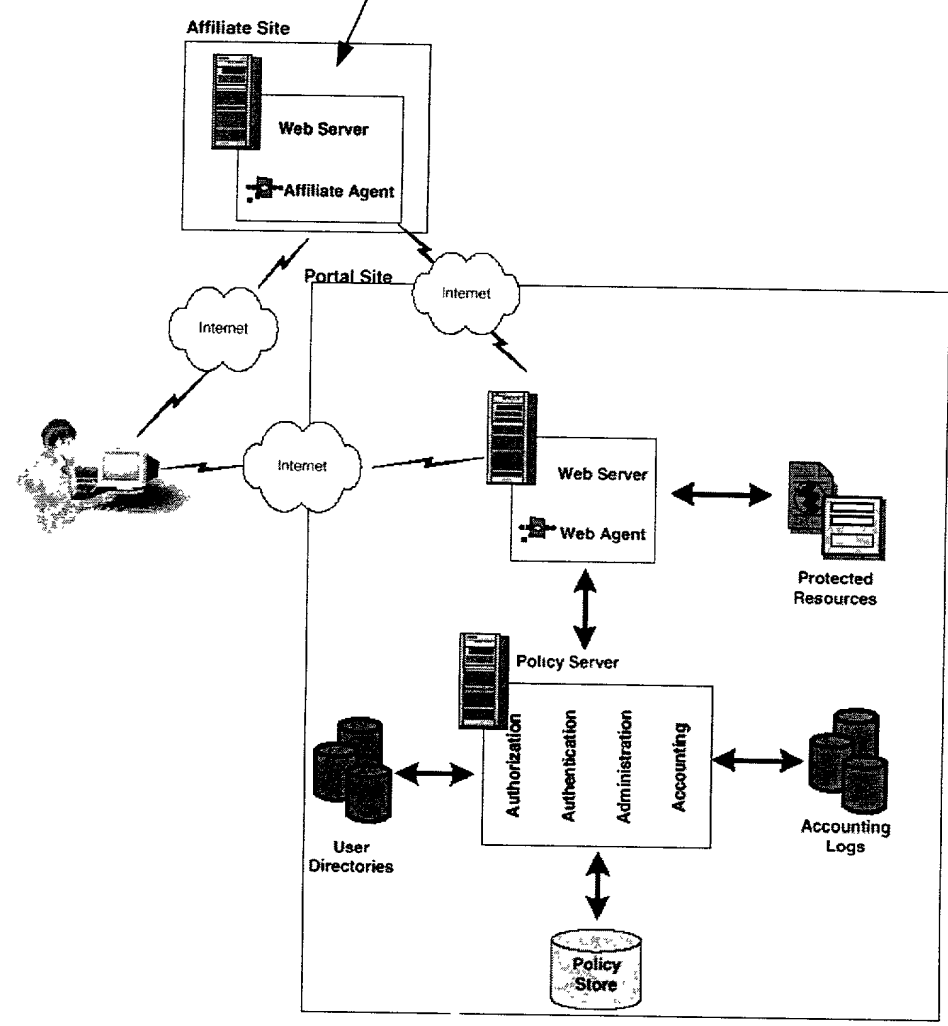 Affiliate Site
Web Server
Affiliate Agent
Portal Site
Internet
Internet
Internet
Web Server
Web Agent
Protected
Resources
Policy Server
Authorization
Authentication
Administration
Accounting
User
Directories
Accounting
Logs
Policy
Store